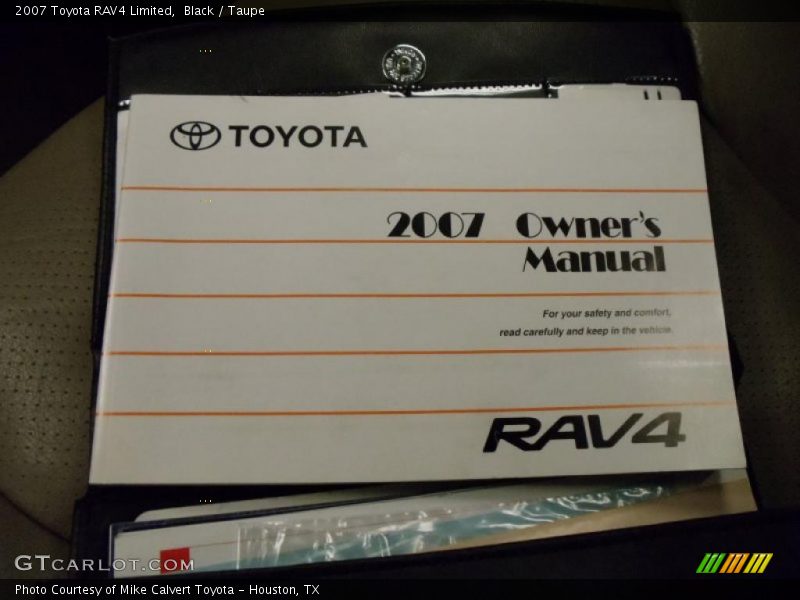 2007 Toyota RAV4 Limited,  Black / Taupe
TOYOTA
2007 Owner's
Manual
For your safety and comfort,
read carefully and keep in the vehicle.
RAV4
GTCARLOT.COM
Photo Courtesy of Mike Calvert Toyota - Houston, TX